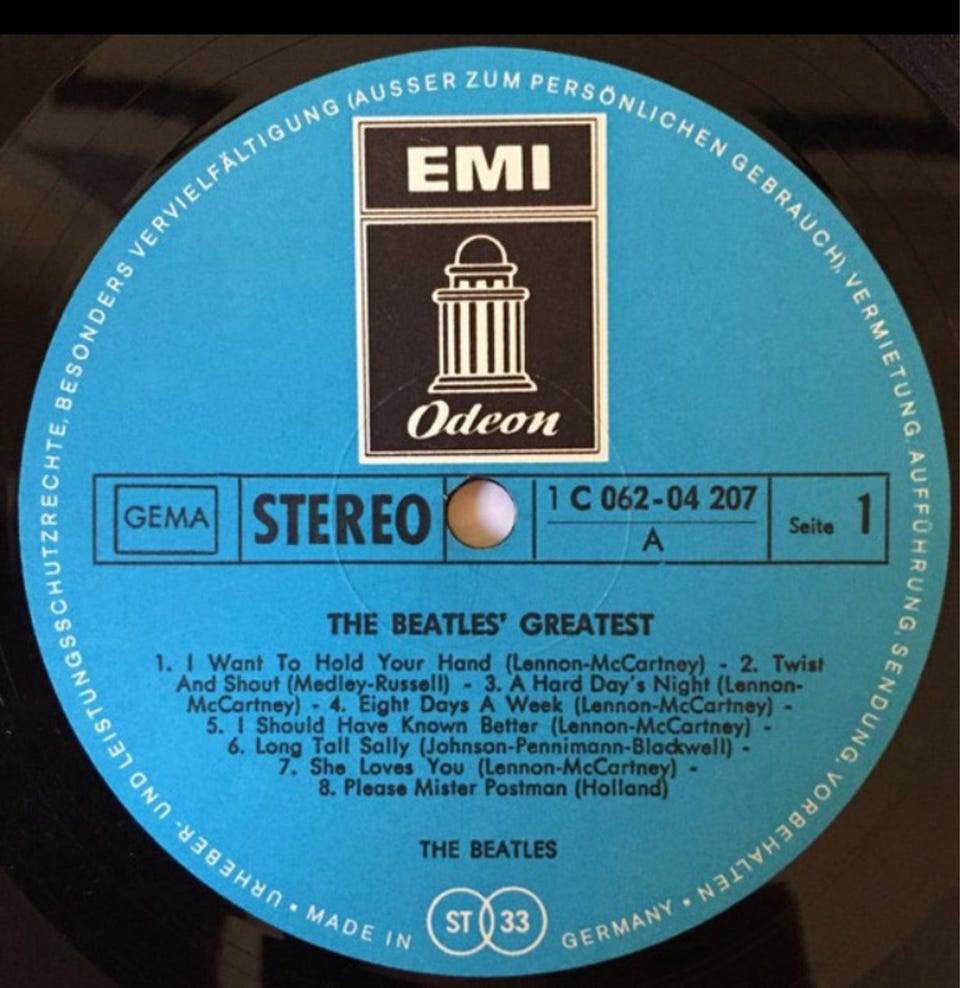 URHEBER- UND LEISTUNGSSCHUTZRECHTE, BESONDERS VERVIELFÄLTIGUNG (AUSSER ZUM PERSÖNLICHEN GEBRAUCH), VERMIETUNG, AUFFÜHRUNG, SENDUNG, VORBEHALTEN •
EMI
Odeon
GEMA
STEREO
1 C 062-04 207
A
Seite 1
THE BEATLES' GREATEST
1. I Want To Hold Your Hand (Lennon-McCartney) - 2. Twist
And Shout (Medley-Russell) - 3. A Hard Day's Night (Lennon-
McCartney) - 4. Eight Days A Week (Lennon-McCartney) -
5. I Should Have Known Better (Lennon-McCartney) -
6. Long Tall Sally (Johnson-Pennimann-Blackwell) -
7. She Loves You (Lennon-McCartney) -
8. Please Mister Postman (Holland)
THE BEATLES
• MADE IN ST 33 GERMANY